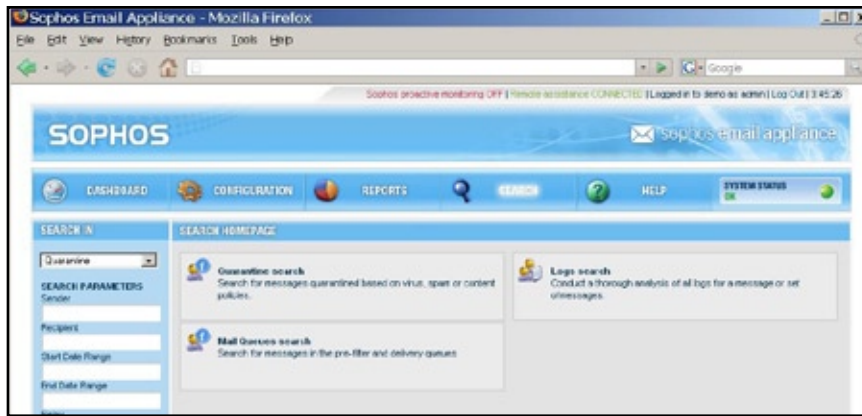 Sophos Email Appliance - Mozilla Firefox
File Edit View History Bookmarks Tools Help
Google
Sophos proactive monitoring OFF | Remote assistance CONNECTED | Logged in to demo as admin | Log Out | 3:45:26
SOPHOS
sophos email appliance
DASHBOARD CONFIGURATION REPORTS SEARCH HELP
SYSTEM STATUS
OK
SEARCH IN
SEARCH HOMEPAGE
Quarantine
SEARCH PARAMETERS
Sender
Recipient
Start Date Range
End Date Range
Quarantine search
Search for messages quarantined based on virus, spam or content
policies.
Logs search
Conduct a thorough analysis of all logs for a message or set
of messages.
Mail Queues search
Search for messages in the pre-filter and delivery queues